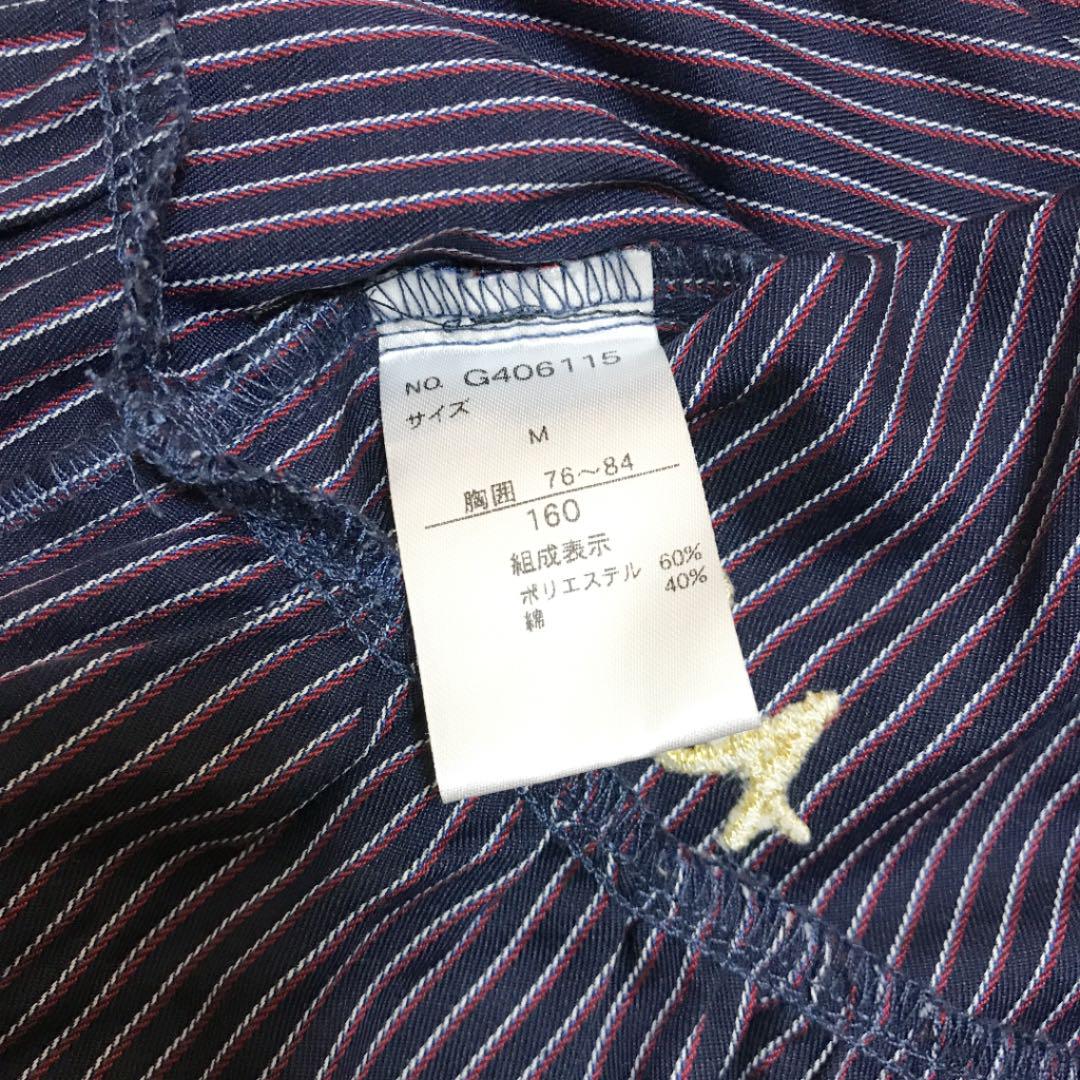 NO. G406115
サイズ
M
胸囲 76～84
160
組成表示
ポリエステル 60%
綿 40%